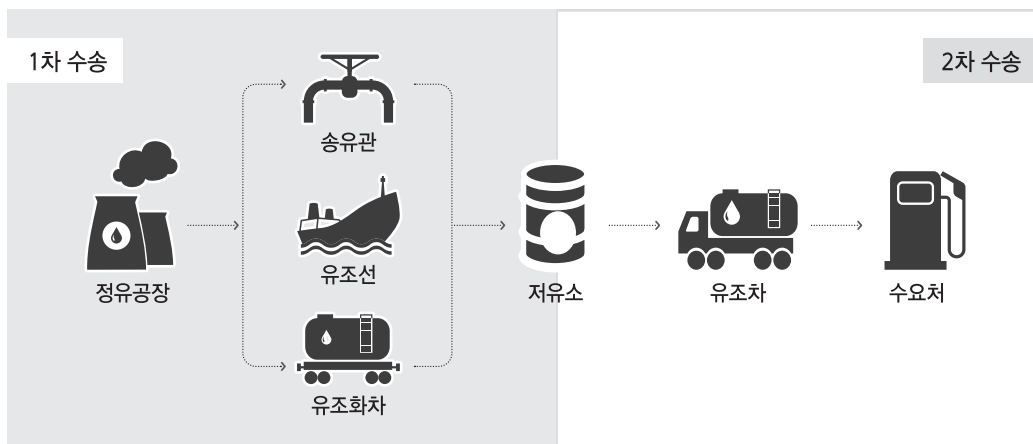 1차 수송
2차 수송
송유관
정유공장
유조선
유조화차
저유소
유조차
수요처